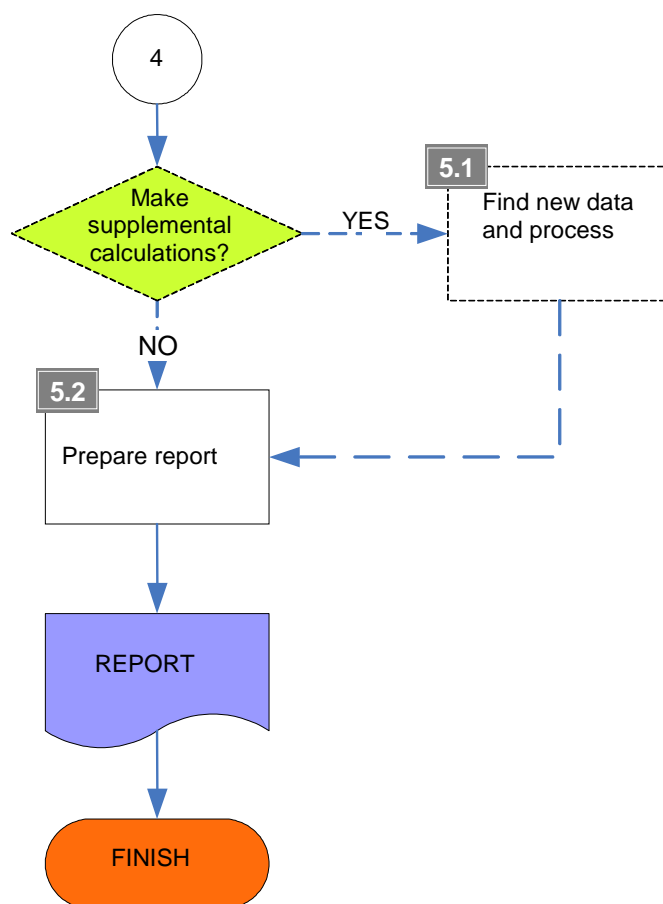 4
Make
supplemental
calculations?
YES
5.1
Find new data
and process
NO
5.2
Prepare report
REPORT
FINISH